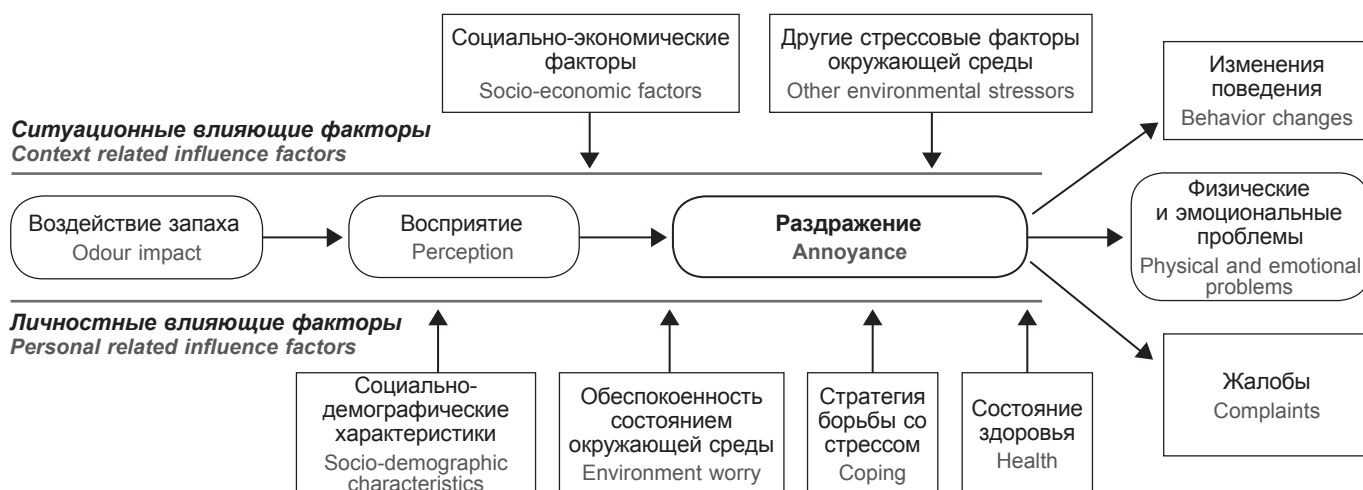 Социально-экономические
факторы
Socio-economic factors
Другие стрессовые факторы
окружающей среды
Other environmental stressors
Изменения
поведения
Behavior changes
Ситуационные влияющие факторы
Context related influence factors
Воздействие запаха
Odour impact
Восприятие
Perception
Раздражение
Annoyance
Физические
и эмоциональные
проблемы
Physical and emotional
problems
Личностные влияющие факторы
Personal related influence factors
Социально-
демографические
характеристики
Socio-demographic
characteristics
Обеспокоенность
состоянием
окружающей среды
Environment worry
Стратегия
борьбы со
стрессом
Coping
Состояние
здоровья
Health
Жалобы
Complaints